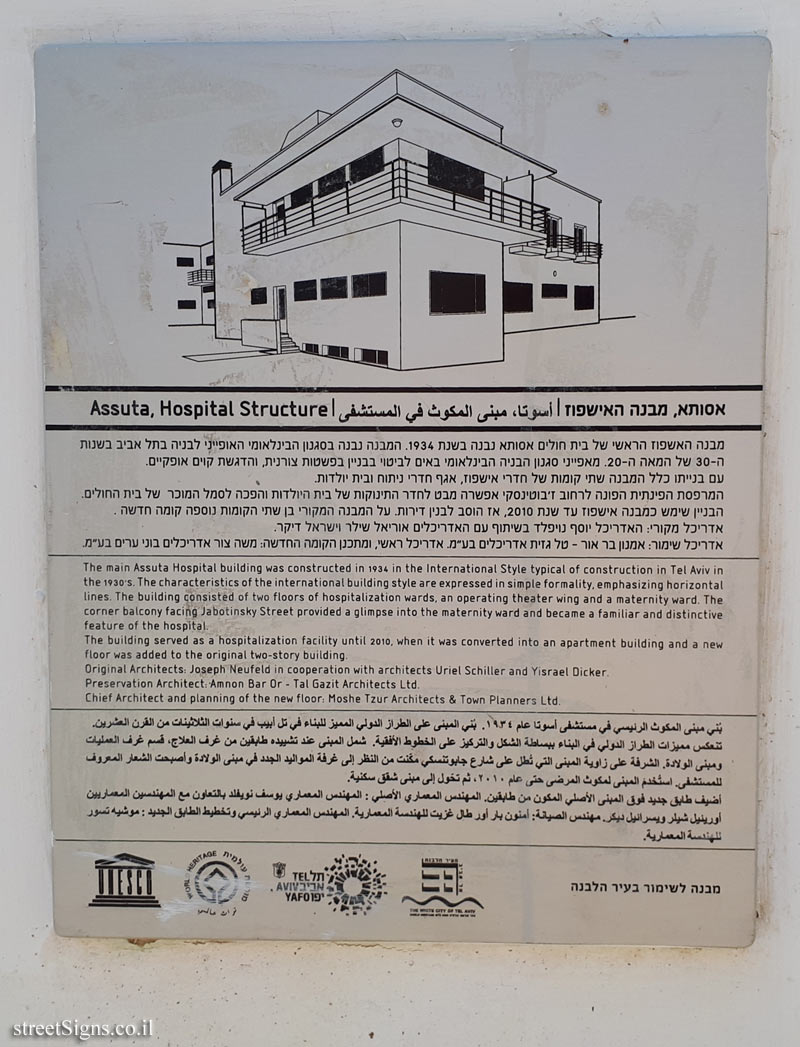 אסותא, מבנה האישפוז | أسوتا، مبنى المكوث في المستشفى | Assuta, Hospital Structure
מבנה האשפוז הראשי של בית חולים אסותא נבנה בשנת 1934. המבנה נבנה בסגנון הבינלאומי האופייני לבניה בתל אביב בשנות
ה-30 של המאה ה-20. מאפייני סגנון הבניה הבינלאומי באים לביטוי בבניין בפשטות צורנית, והדגשת קוים אופקיים.
עם בנייתו כלל המבנה שתי קומות של חדרי אישפוז, אגף חדרי ניתוח ובית יולדות.
המרפסת הפינתית הפונה לרחוב ז'בוטינסקי אפשרה מבט לחדר התינוקות של בית היולדות והפכה לסמל המוכר של בית החולים.
הבניין שימש כמבנה אישפוז עד שנת 2010, אז הוסב לבנין דירות. על המבנה המקורי בן שתי הקומות נוספה קומה חדשה .
אדריכל מקורי: האדריכל יוסף נויפלד בשיתוף עם האדריכלים אוריאל שילר וישראל דיקר.
אדריכל שימור: אמנון בר אור - טל גזית אדריכלים בע"מ. אדריכל ראשי, ומתכנן הקומה החדשה: משה צור אדריכלים בוני ערים בע"מ.
The main Assuta Hospital building was constructed in 1934 in the International Style typical of construction in Tel Aviv in
the 1930's. The characteristics of the international building style are expressed in simple formality, emphasizing horizontal
lines. The building consisted of two floors of hospitalization wards, an operating theater wing and a maternity ward. The
corner balcony facing Jabotinsky Street provided a glimpse into the maternity ward and became a familiar and distinctive
feature of the hospital.
The building served as a hospitalization facility until 2010, when it was converted into an apartment building and a new
floor was added to the original two-story building.
Original Architects: Joseph Neufeld in cooperation with architects Uriel Schiller and Yisrael Dicker.
Preservation Architect: Amnon Bar Or - Tal Gazit Architects Ltd.
Chief Architect and planning of the new floor: Moshe Tzur Architects & Town Planners Ltd.
بُني مبنى المكوث الرئيسي في مستشفى أسوتا عام ١٩٣٤. بُني المبنى على الطراز الدولي المميز للبناء في تل أبيب في سنوات الثلاثينات من القرن العشرين.
تنعكس مميزات الطراز الدولي في البناء ببساطة الشكل والتركيز على الخطوط الأفقية. شمل المبنى عند تشييده طابقين من غرف العلاج، قسم غرف العمليات
ومبنى الولادة. الشرفة على زاوية المبنى التي تُطل على شارع جابوتنسكي مكّنت من النظر إلى غرفة المواليد الجدد في مبنى الولادة وأصبحت الشعار المعروف
للمستشفى. استُخدم المبنى لمكوث المرضى حتى عام ٢٠١٠، ثم تحول إلى مبنى شقق سكنية.
أضيف طابق جديد فوق المبنى الأصلي المكون من طابقين. المهندس المعماري الأصلي : المهندس المعماري يوسف نويفلد بالتعاون مع المهندسين المعماريين
أورينيل شيلر ويسرائيل ديكر. مهندس الصيانة: أمنون بار أور طال غزيت للهندسة المعمارية. المهندس المعماري الرئيسي وتخطيط الطابق الجديد : موشيه تسور
للهندسة المعمارية.
UNESCO
WORLD HERITAGE
מורשת עולמית
TEL AVIV YAFO
תל אביב יפו
העיר הלבנה
THE WHITE CITY OF TEL AVIV
מבנה לשימור בעיר הלבנה
streetSigns.co.il